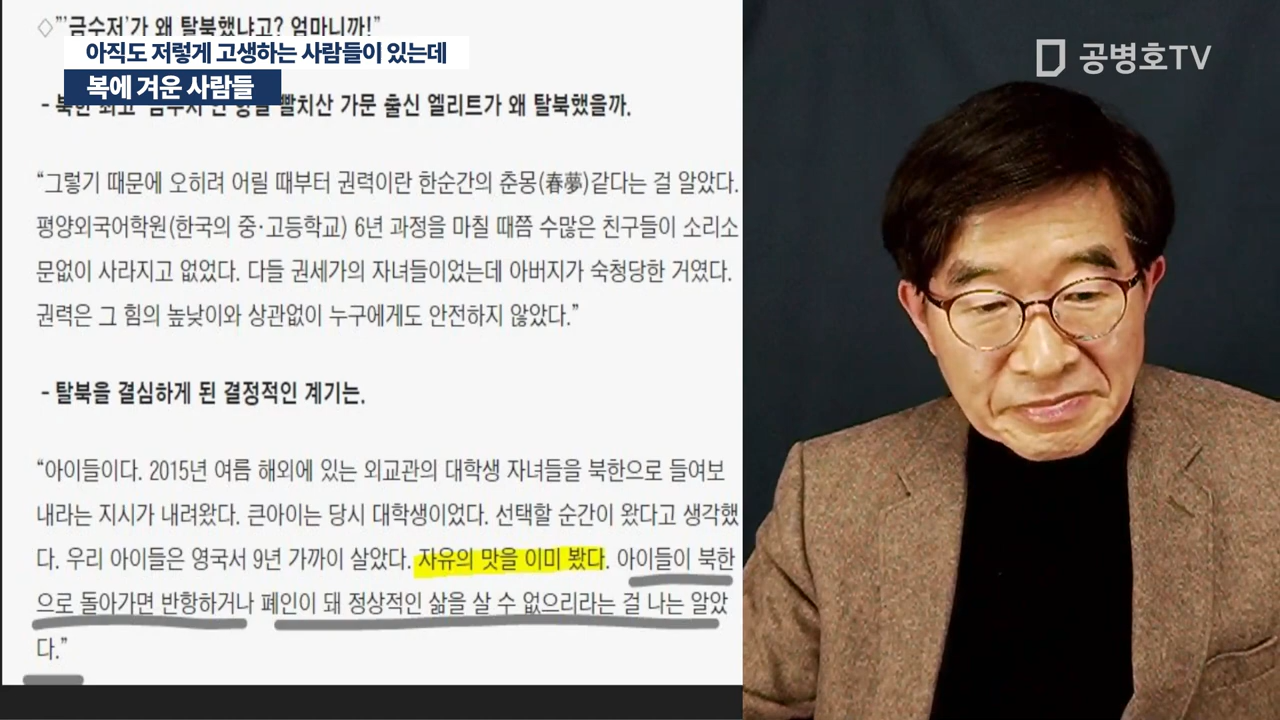 ◇"'금수저'가 왜 탈북했냐고? 엄마니까!"
아직도 저렇게 고생하는 사람들이 있는데
복에 겨운 사람들
빨치산 가문 출신 엘리트가 왜 탈북했을까.
"그렇기 때문에 오히려 어릴 때부터 권력이란 한순간의 춘몽(春夢)같다는 걸 알았다.
평양외국어학원(한국의 중·고등학교) 6년 과정을 마칠 때쯤 수많은 친구들이 소리소
문없이 사라지고 없었다. 다들 권세가의 자녀들이었는데 아버지가 숙청당한 거였다.
권력은 그 힘의 높낮이와 상관없이 누구에게도 안전하지 않았다."
- 탈북을 결심하게 된 결정적인 계기는.
"아이들이다. 2015년 여름 해외에 있는 외교관의 대학생 자녀들을 북한으로 들여보
내라는 지시가 내려왔다. 큰아이는 당시 대학생이었다. 선택할 순간이 왔다고 생각했
다. 우리 아이들은 영국서 9년 가까이 살았다. 자유의 맛을 이미 봤다. 아이들이 북한
으로 돌아가면 반항하거나 폐인이 돼 정상적인 삶을 살 수 없으리라는 걸 나는 알았
다."
공병호TV